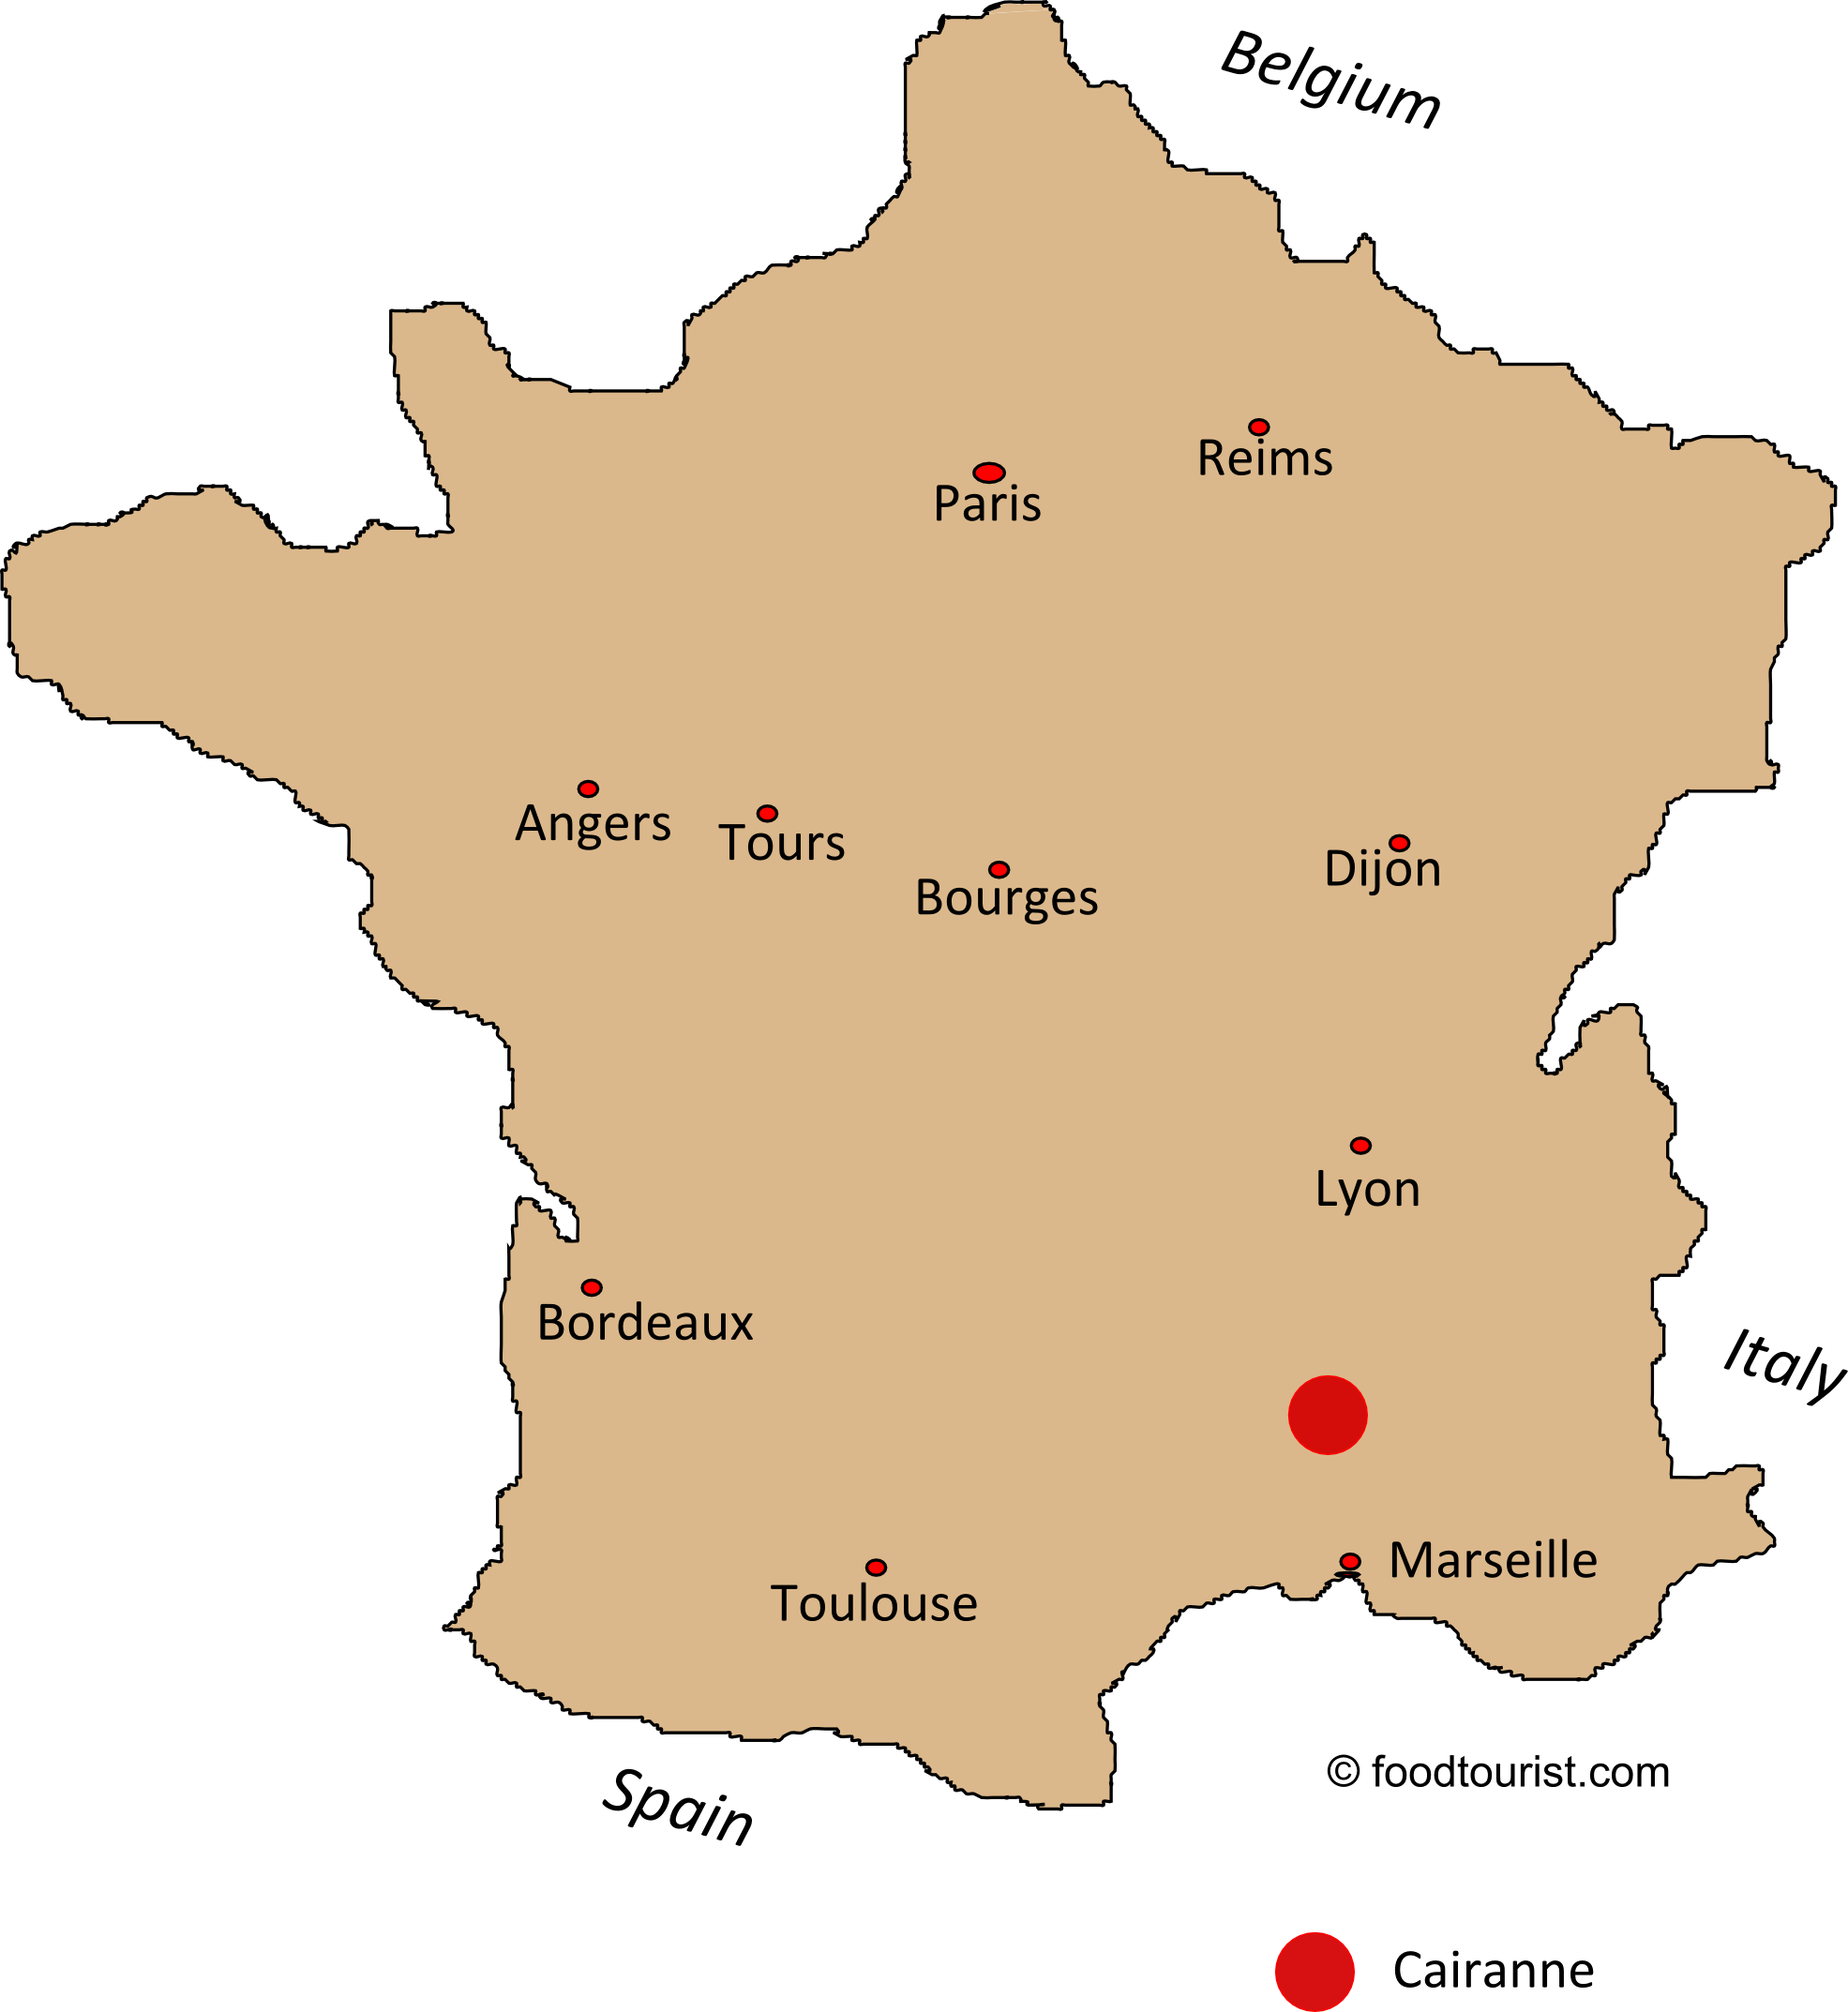 Belgium
Reims
Paris
Angers
Tours
Bourges
Dijon
Lyon
Bordeaux
Italy
Marseille
Toulouse
© foodtourist.com
Spain
Cairanne